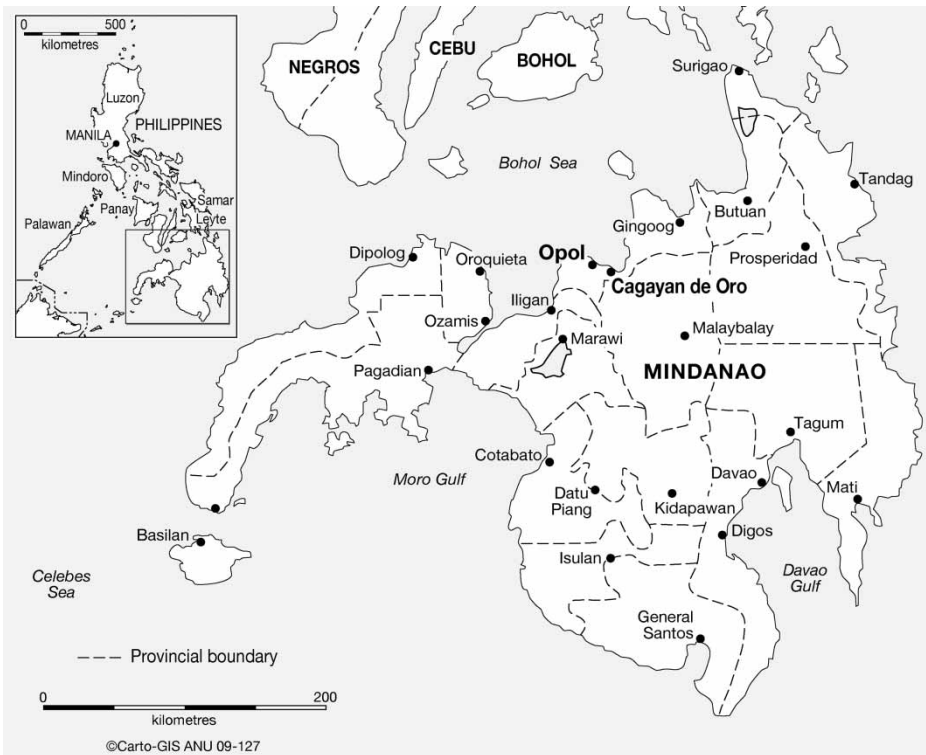 0 500
kilometres
Luzon
MANILA
PHILIPPINES
Mindoro
Samar
Panay
Leyte
Palawan
NEGROS
CEBU
BOHOL
Surigao
Bohol Sea
Tandag
Butuan
Gingoog
Dipolog
Oroquieta
Opol
Prosperidad
Cagayan de Oro
Iligan
Ozamis
Marawi
Malaybalay
Pagadian
MINDANAO
Tagum
Cotabato
Moro Gulf
Davao
Datu
Piang
Kidapawan
Mati
Basilan
Digos
Isulan
Celebes
Sea
Davao
Gulf
General
Santos
Provincial boundary
0 200
kilometres
©Carto-GIS ANU 09-127